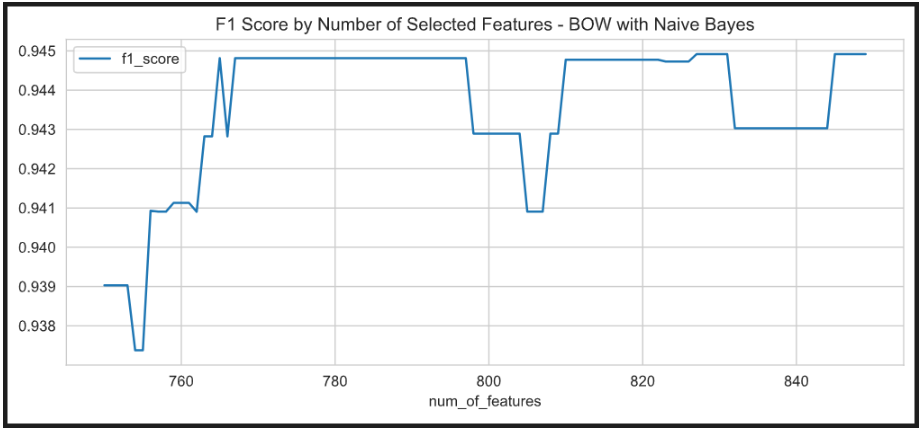 F1 Score by Number of Selected Features - BOW with Naive Bayes
f1_score
0.945
0.944
0.943
0.942
0.941
0.940
0.939
0.938
760 780 800 820 840
num_of_features